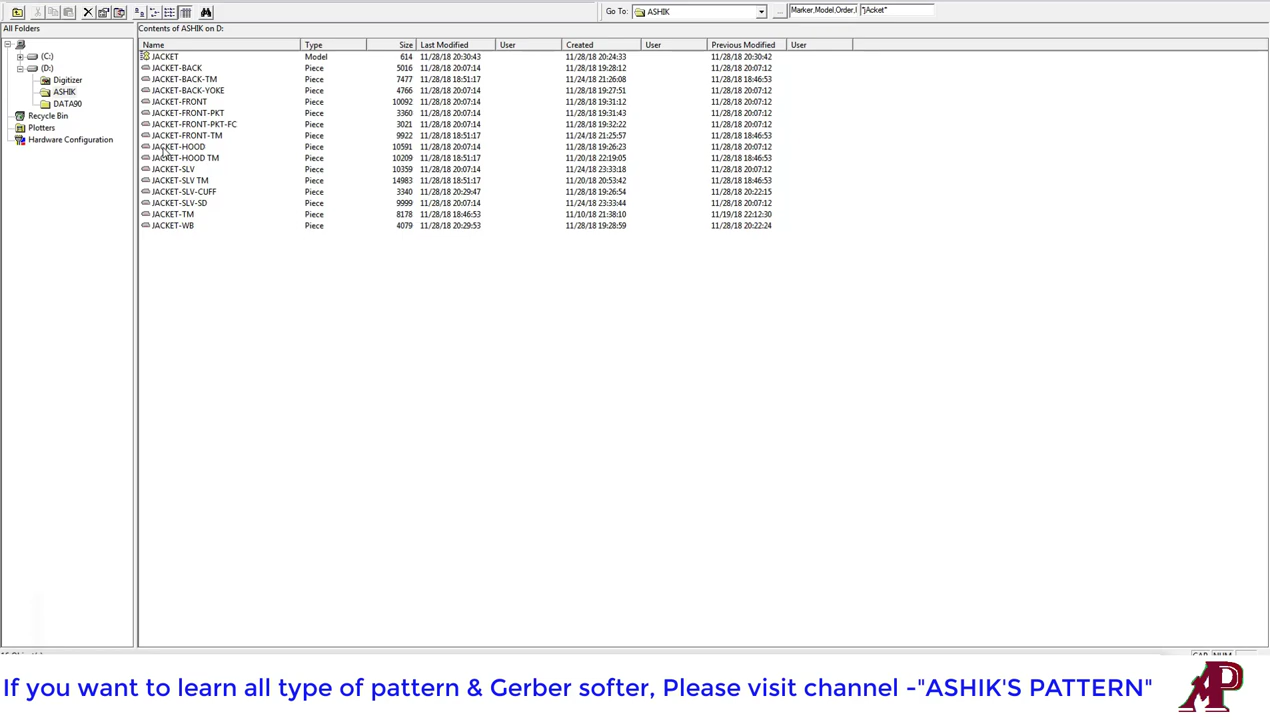 Go To: ASHIK ... Marker,Model,Order,I *jAcket*
All Folders
Contents of ASHIK on D:
Name Type Size Last Modified User Created User Previous Modified User
(C:)
(D:)
Digitizer
ASHIK
DATA90
Recycle Bin
Plotters
Hardware Configuration
JACKET Model 614 11/28/18 20:30:43 11/28/18 20:24:33 11/28/18 20:30:42
JACKET-BACK Piece 5016 11/28/18 20:07:14 11/28/18 19:28:12 11/28/18 20:07:12
JACKET-BACK-TM Piece 7477 11/28/18 18:51:17 11/24/18 21:26:08 11/28/18 18:46:53
JACKET-BACK-YOKE Piece 4766 11/28/18 20:07:14 11/28/18 19:27:51 11/28/18 20:07:12
JACKET-FRONT Piece 10092 11/28/18 20:07:14 11/28/18 19:31:12 11/28/18 20:07:12
JACKET-FRONT-PKT Piece 3360 11/28/18 20:07:14 11/28/18 19:31:43 11/28/18 20:07:12
JACKET-FRONT-PKT-FC Piece 3021 11/28/18 20:07:14 11/28/18 19:32:22 11/28/18 20:07:12
JACKET-FRONT-TM Piece 9922 11/28/18 18:51:17 11/24/18 21:25:57 11/28/18 18:46:53
JACKET-HOOD Piece 10591 11/28/18 20:07:14 11/28/18 19:26:23 11/28/18 20:07:12
JACKET-HOOD TM Piece 10209 11/28/18 18:51:17 11/20/18 22:19:05 11/28/18 18:46:53
JACKET-SLV Piece 10359 11/28/18 20:07:14 11/24/18 23:33:18 11/28/18 20:07:12
JACKET-SLV TM Piece 14983 11/28/18 18:51:17 11/20/18 20:53:42 11/28/18 18:46:53
JACKET-SLV-CUFF Piece 3340 11/28/18 20:29:47 11/28/18 19:26:54 11/28/18 20:22:15
JACKET-SLV-SD Piece 9999 11/28/18 20:07:14 11/24/18 23:33:44 11/28/18 20:07:12
JACKET-TM Piece 8178 11/28/18 18:46:53 11/10/18 21:38:10 11/19/18 22:12:30
JACKET-WB Piece 4079 11/28/18 20:29:53 11/28/18 19:28:59 11/28/18 20:22:24
If you want to learn all type of pattern & Gerber softer, Please visit channel -"ASHIK'S PATTERN"
AP